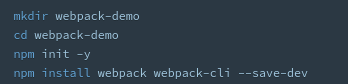 mkdir webpack-demo
cd webpack-demo
npm init -y
npm install webpack webpack-cli --save-dev